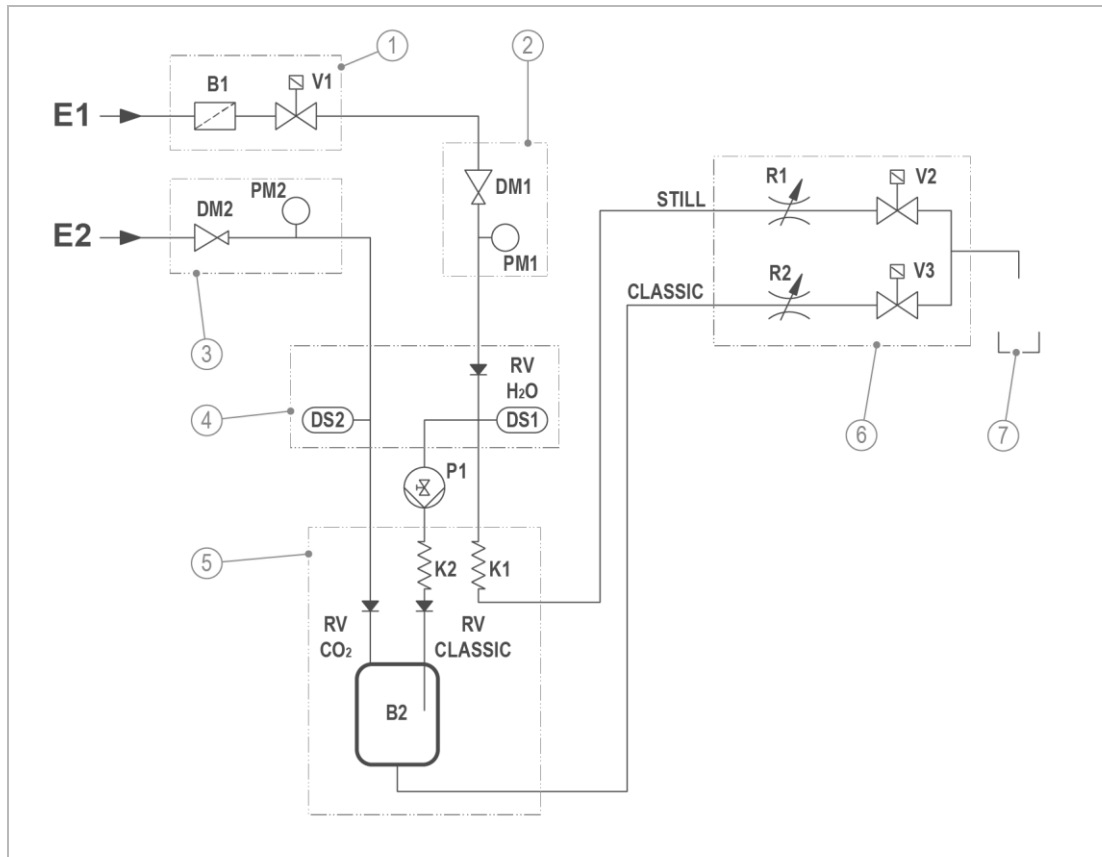 1
B1
V1
E1
2
PM2
DM2
E2
DM1
PM1
3
STILL
R1
V2
CLASSIC
R2
V3
RV
H2O
4
DS2
DS1
6
7
P1
5
K2
K1
RV
CO2
RV
CLASSIC
B2